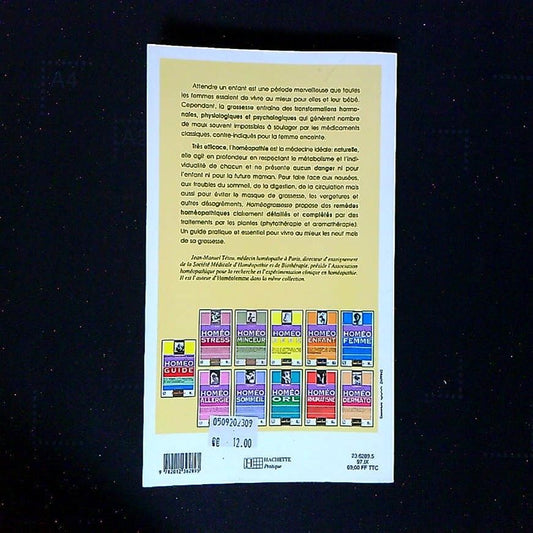 Attendre un enfant est une période merveilleuse que toutes
les femmes essaient de vivre au mieux pour elles et leur bébé.
Cependant, la grossesse entraîne des transformations hormo-
nales, physiologiques et psychologiques qui génèrent nombre
de maux souvent impossibles à soulager par les médicaments
classiques, contre-indiqués pour la femme enceinte.
Très efficace, l'homéopathie est la médecine idéale: naturelle,
elle agit en profondeur en respectant le métabolisme et l'indi-
vidualité de chacun et ne présente aucun danger ni pour
l'enfant ni pour la future maman. Pour faire face aux nausées,
aux troubles du sommeil, de la digestion, de la circulation mais
aussi pour éviter le masque de grossesse, les vergetures et
autres désagréments, Homéogrossesse propose des remèdes
homéopathiques clairement détaillés et complétés par des
traitements par les plantes (phytothérapie et aromathérapie).
Un guide pratique et essentiel pour vivre au mieux les neuf mois
de sa grossesse.
Jean-Manuel Tétau, médecin homéopathe à Paris, directeur d'enseignement
de la Société Médicale d'Homéopathie et de Biothérapie, préside l'Association
homéopathique pour la recherche et l'expérimentation clinique en homéopathie.
Il est l'auteur d'Homéofemme dans la même collection.
HOMÉO STRESS
HOMÉO MINCEUR
HOMÉO ENFANT
HOMÉO FEMME
HOMÉO GUIDE
HOMÉO ALLERGIE
HOMÉO SOMMEIL
HOMÉO ORL
HOMÉO RHUMATISME
HOMÉO DERMATO
0509202309
12.00
9 782012 362895
HACHETTE
Pratique
23.6289.5
97.IX
69,00 FF TTC